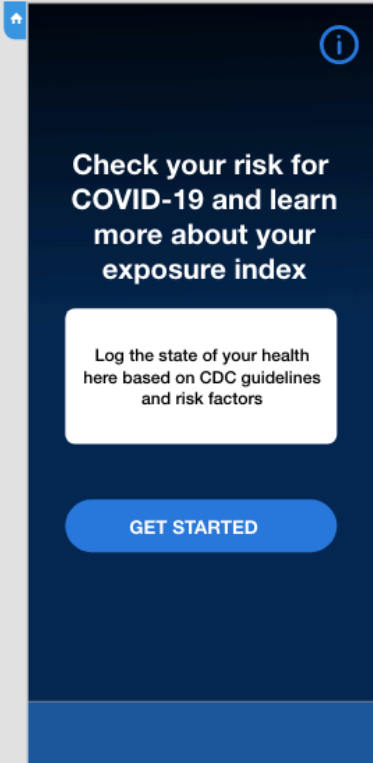 i
Check your risk for
COVID-19 and learn
more about your
exposure index
Log the state of your health
here based on CDC guidelines
and risk factors
GET STARTED